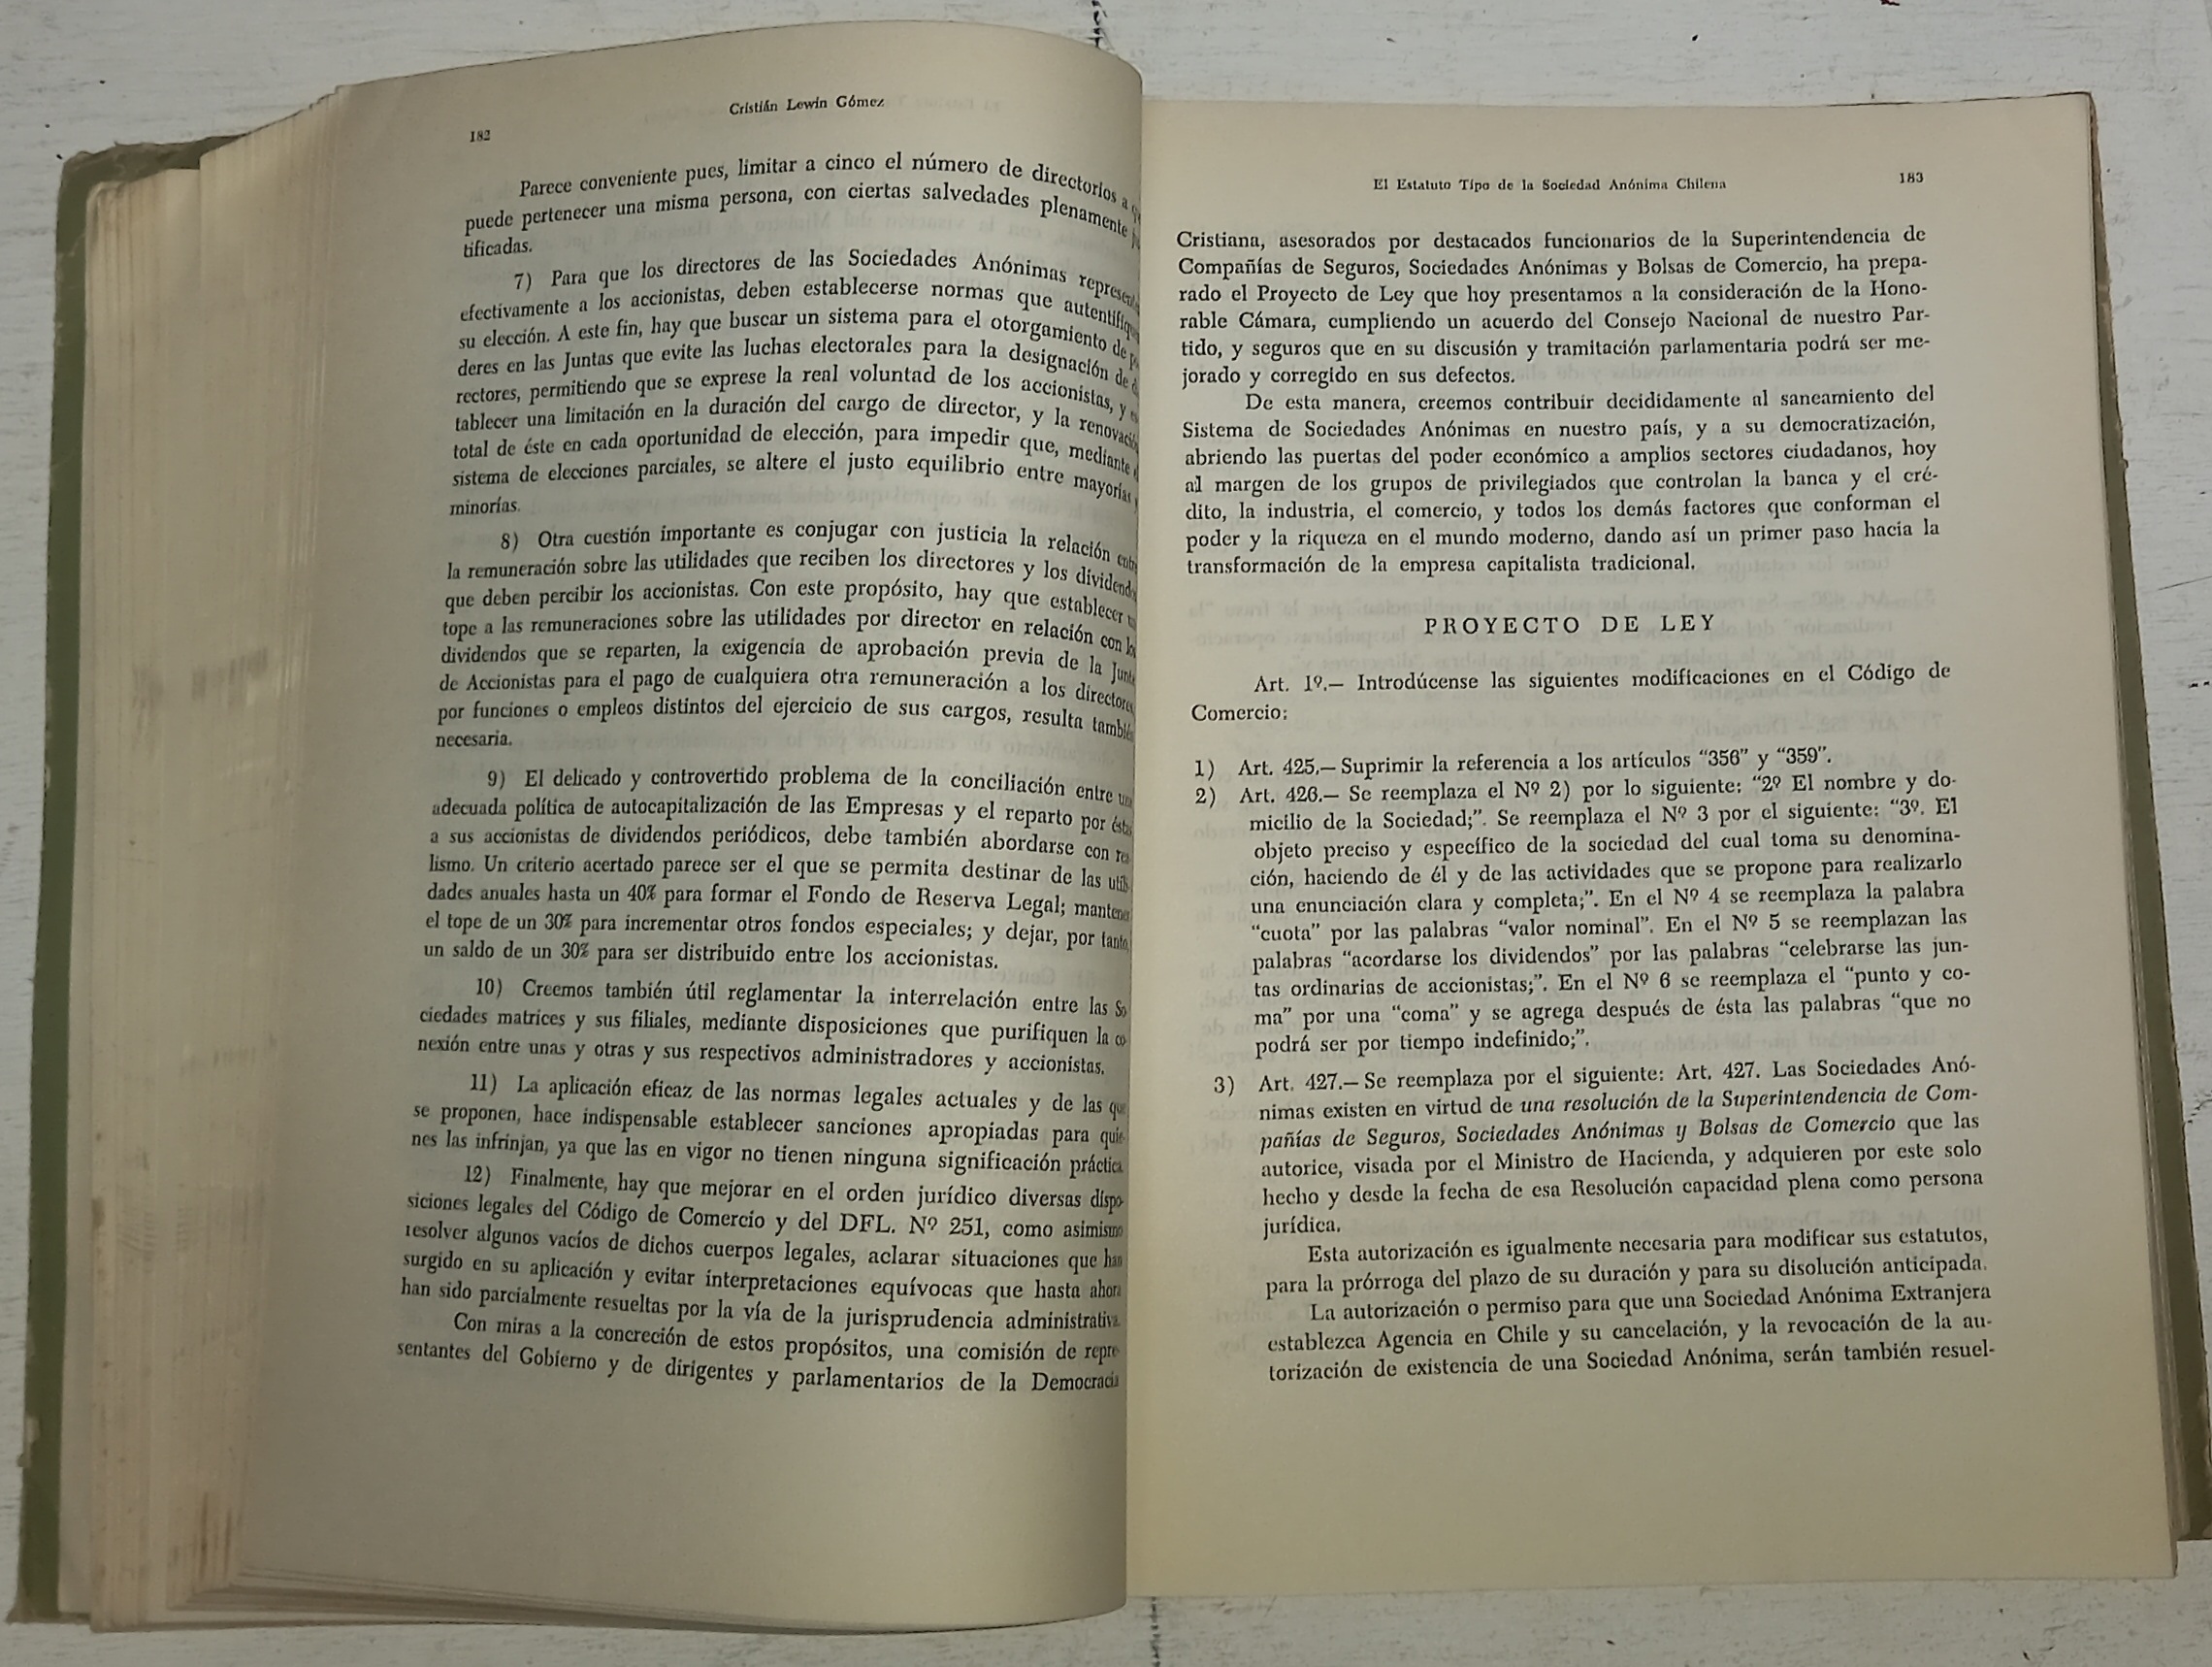 Cristián Lewin Gómez
182
Parece conveniente pues, limitar a cinco el número de directorios a
puede pertenecer una misma persona, con ciertas salvedades plenamente
tificadas.
7) Para que los directores de las Sociedades Anónimas
efectivamente a los accionistas, deben establecerse normas que
su elección. A este fin, hay que buscar un sistema para el otorgamiento de
deres en las Juntas que evite las luchas electorales para la designación de
rectores, permitiendo que se exprese la real voluntad de los accionistas, y
tablecer una limitación en la duración del cargo de director, y la
total de éste en cada oportunidad de elección, para impedir que, mediante
sistema de elecciones parciales, se altere el justo equilibrio entre mayorías
minorías.
8) Otra cuestión importante es conjugar con justicia la relación
la remuneración sobre las utilidades que reciben los directores y los
que deben percibir los accionistas. Con este propósito, hay que establecer
tope a las remuneraciones sobre las utilidades por director en relación con
dividendos que se reparten, la exigencia de aprobación previa de la
de Accionistas para el pago de cualquiera otra remuneración a los
por funciones o empleos distintos del ejercicio de sus cargos, resulta
necesaria.
9) El delicado y controvertido problema de la conciliación entre
adecuada política de autocapitalización de las Empresas y el reparto por
a sus accionistas de dividendos periódicos, debe también abordarse con
lismo. Un criterio acertado parece ser el que se permita destinar de las
dades anuales hasta un 40% para formar el Fondo de Reserva Legal;
el tope de un 30% para incrementar otros fondos especiales; y dejar, por tanto,
un saldo de un 30% para ser distribuido entre los accionistas.
10) Creemos también útil reglamentar la interrelación entre las So
ciedades matrices y sus filiales, mediante disposiciones que purifiquen la co
nexión entre unas y otras y sus respectivos administradores y accionistas.
11) La aplicación eficaz de las normas legales actuales y de las
se proponen, hace indispensable establecer sanciones apropiadas para quie-
nes las infrinjan, ya que las en vigor no tienen ninguna significación práctica.
12) Finalmente, hay que mejorar en el orden jurídico diversas dispo-
siciones legales del Código de Comercio y del DFL. Nº 251, como asimismo
resolver algunos vacíos de dichos cuerpos legales, aclarar situaciones que han
surgido en su aplicación y evitar interpretaciones equívocas que hasta ahora
han sido parcialmente resueltas por la vía de la jurisprudencia administrativa.
Con miras a la concreción de estos propósitos, una comisión de repre-
sentantes del Gobierno y de dirigentes y parlamentarios de la Democracia
El Estatuto Tipo de la Sociedad Anónima Chilena
183
Cristiana, asesorados por destacados funcionarios de la Superintendencia de
Compañías de Seguros, Sociedades Anónimas y Bolsas de Comercio, ha prepa-
rado el Proyecto de Ley que hoy presentamos a la consideración de la Hono-
rable Cámara, cumpliendo un acuerdo del Consejo Nacional de nuestro Par-
tido, y seguros que en su discusión y tramitación parlamentaria podrá ser me-
jorado y corregido en sus defectos.
De esta manera, creemos contribuir decididamente al saneamiento del
Sistema de Sociedades Anónimas en nuestro país, y a su democratización,
abriendo las puertas del poder económico a amplios sectores ciudadanos, hoy
al margen de los grupos de privilegiados que controlan la banca y el cré-
dito, la industria, el comercio, y todos los demás factores que conforman el
poder y la riqueza en el mundo moderno, dando así un primer paso hacia la
transformación de la empresa capitalista tradicional.
PROYECTO DE LEY
Art. 1º.— Introdúcense las siguientes modificaciones en el Código de
Comercio:
1) Art. 425.— Suprimir la referencia a los artículos “356” y “359”.
2) Art. 426.— Se reemplaza el Nº 2) por lo siguiente: “2º El nombre y do-
micilio de la Sociedad;”. Se reemplaza el Nº 3 por el siguiente: “3º. El
objeto preciso y específico de la sociedad del cual toma su denomina-
ción, haciendo de él y de las actividades que se propone para realizarlo
una enunciación clara y completa;”. En el Nº 4 se reemplaza la palabra
“cuota” por las palabras “valor nominal”. En el Nº 5 se reemplazan las
palabras “acordarse los dividendos” por las palabras “celebrarse las jun-
tas ordinarias de accionistas;”. En el Nº 6 se reemplaza el “punto y co-
ma” por una “coma” y se agrega después de ésta las palabras “que no
podrá ser por tiempo indefinido;”.
3) Art. 427.— Se reemplaza por el siguiente: Art. 427. Las Sociedades Anó-
nimas existen en virtud de una resolución de la Superintendencia de Com-
pañías de Seguros, Sociedades Anónimas y Bolsas de Comercio que las
autorice, visada por el Ministro de Hacienda, y adquieren por este solo
hecho y desde la fecha de esa Resolución capacidad plena como persona
jurídica.
Esta autorización es igualmente necesaria para modificar sus estatutos,
para la prórroga del plazo de su duración y para su disolución anticipada.
La autorización o permiso para que una Sociedad Anónima Extranjera
establezca Agencia en Chile y su cancelación, y la revocación de la au-
torización de existencia de una Sociedad Anónima, serán también resuel-